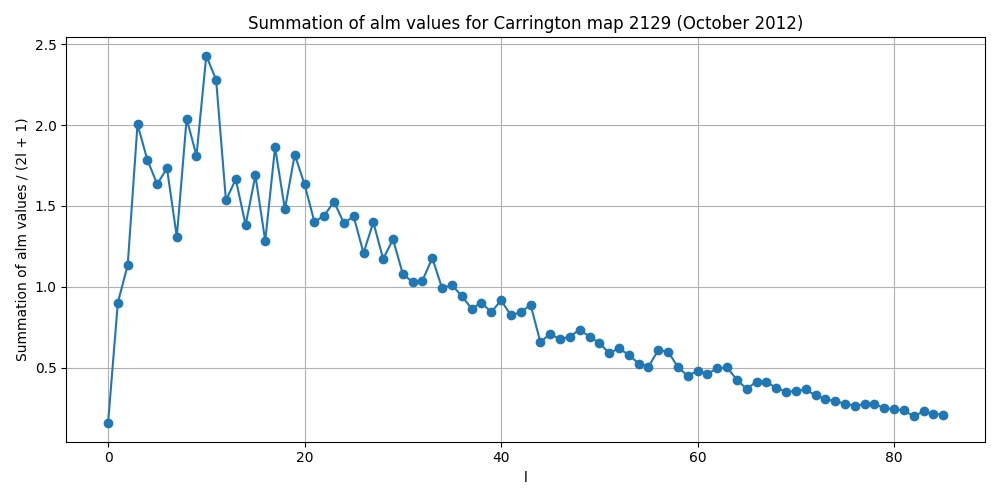 Summation of alm values for Carrington map 2129 (October 2012)
Summation of alm values / (2l + 1)
2.5
2.0
1.5
1.0
0.5
0 20 40 60 80
l